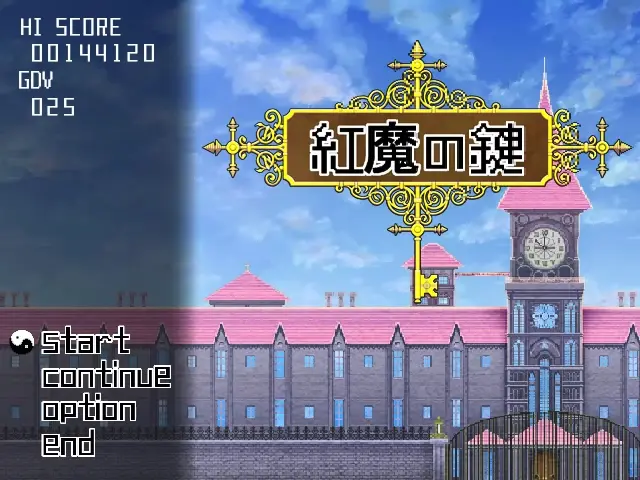 HI SCORE
00144120
GDV
025
紅魔の鍵
start
continue
option
end